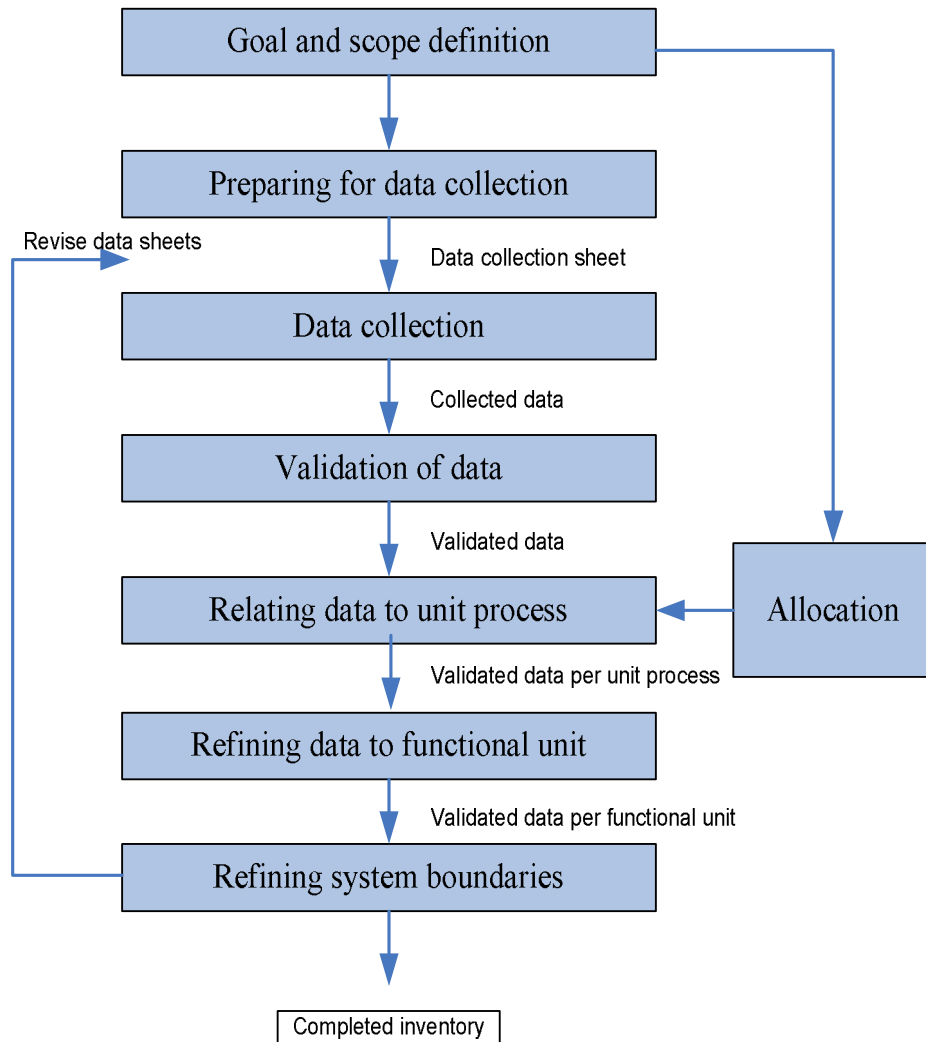 Goal and scope definition
Preparing for data collection
Revise data sheets
Data collection sheet
Data collection
Collected data
Validation of data
Validated data
Relating data to unit process
Allocation
Validated data per unit process
Refining data to functional unit
Validated data per functional unit
Refining system boundaries
Completed inventory